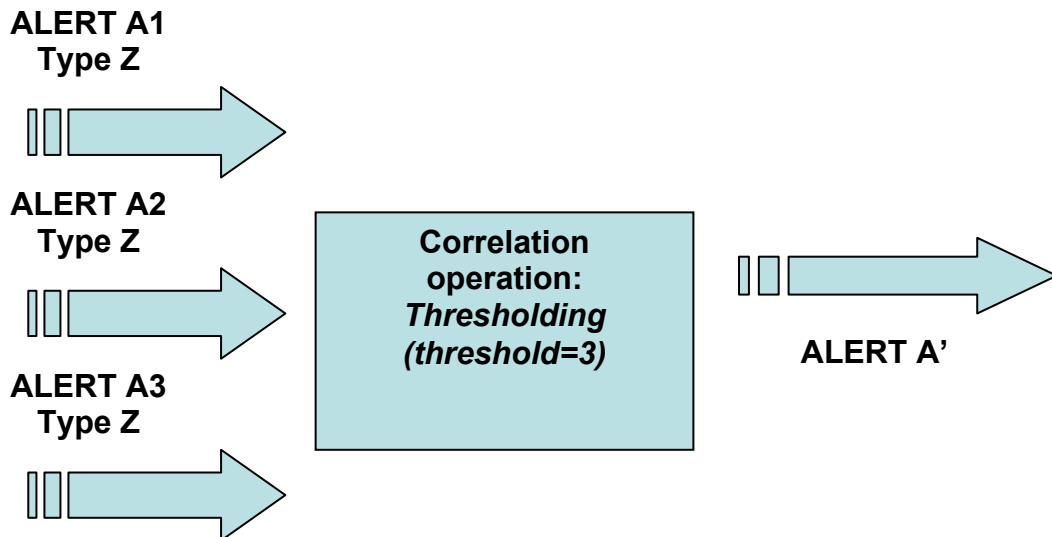 ALERT A1
Type Z
ALERT A2
Type Z
ALERT A3
Type Z
Correlation
operation:
Thresholding
(threshold=3)
ALERT A’